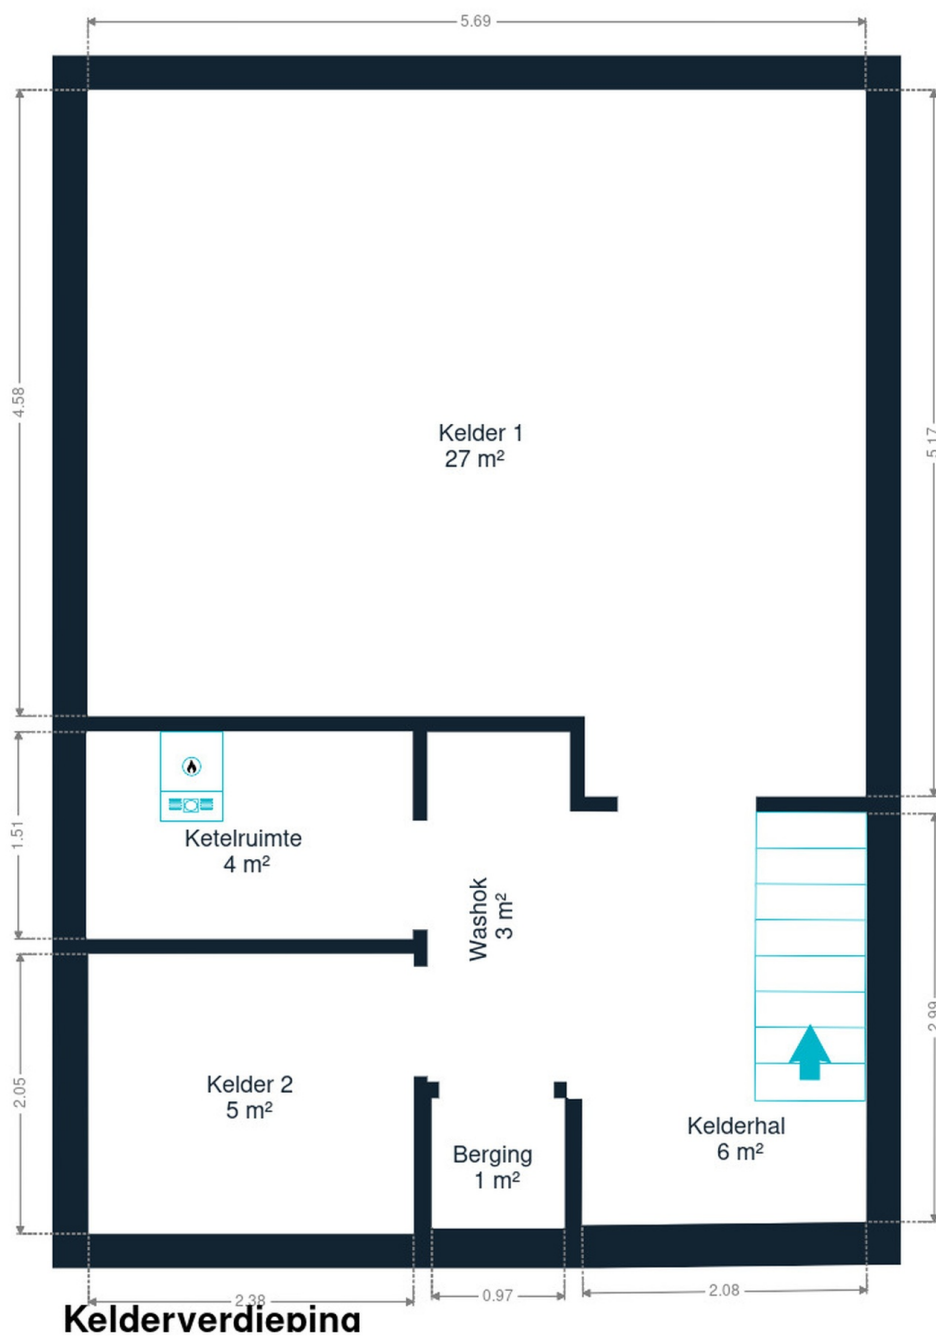 5.69
4.58
5.17
Kelder 1
27 m²
1.51
Ketelruimte
4 m²
Washok
3 m²
2.99
2.05
Kelder 2
5 m²
Berging
1 m²
Kelderhal
6 m²
2.38
0.97
2.08
Kelderverdieping